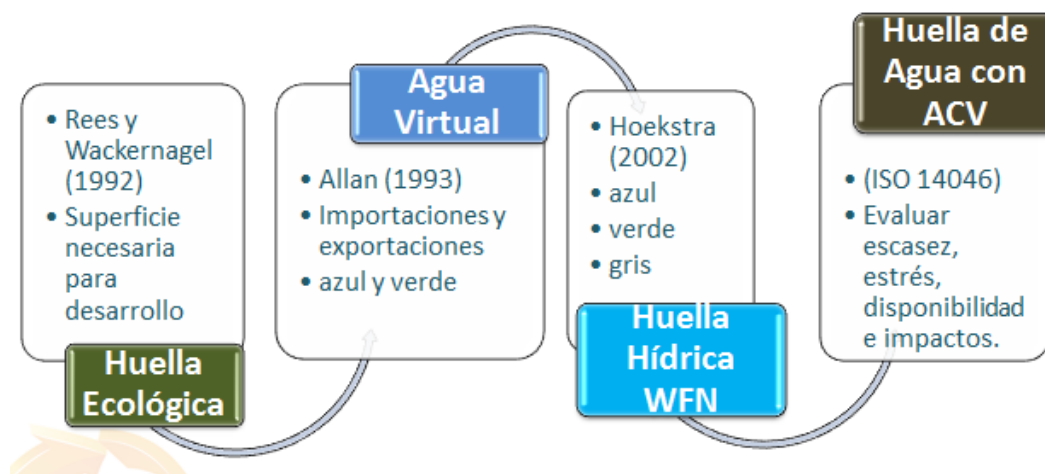 • Rees y
Wackernagel
(1992)
• Superficie
necesaria
para
desarrollo
Huella
Ecológica
Agua
Virtual
• Allan (1993)
• Importaciones y
exportaciones
• azul y verde
• Hoekstra
(2002)
• azul
• verde
• gris
Huella
Hídrica
WFN
Huella de
Agua con
ACV
• (ISO 14046)
• Evaluar
escasez,
estrés,
disponibilidad
e impactos.